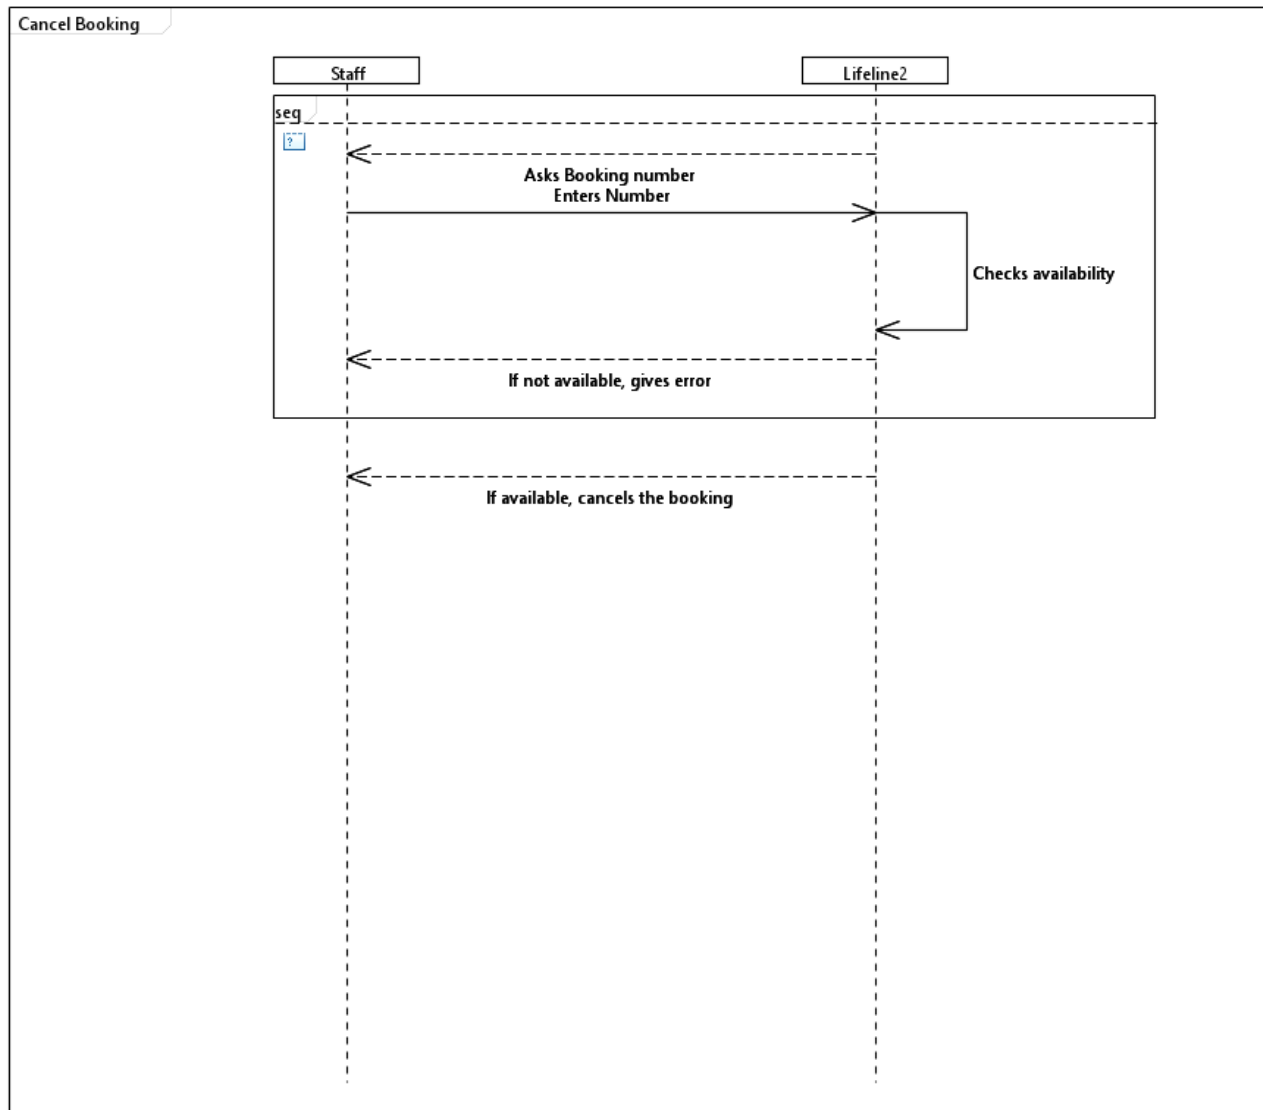 Cancel Booking
Staff
Lifeline2
seq
?
Asks Booking number
Enters Number
Checks availability
If not available, gives error
If available, cancels the booking